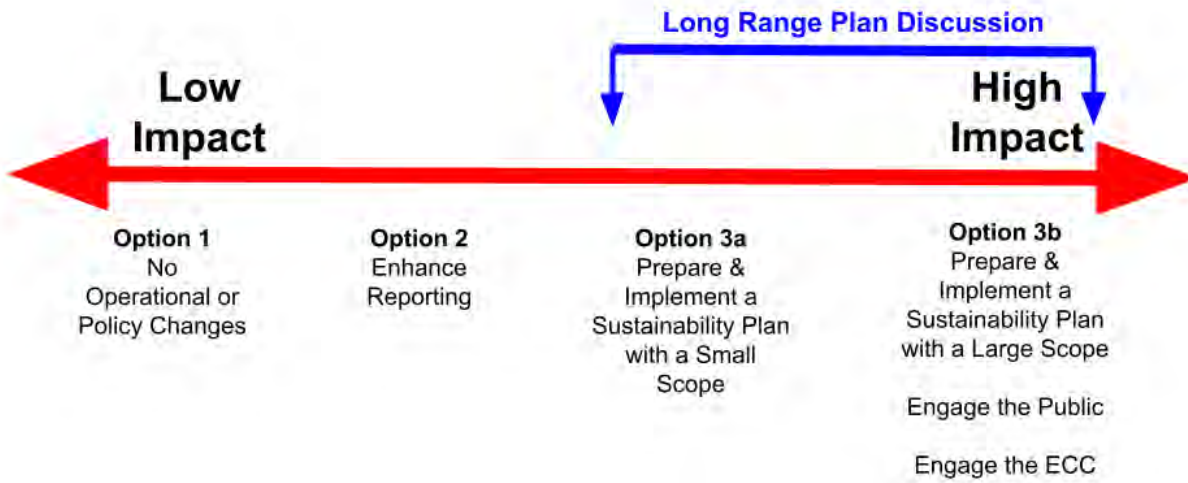 Long Range Plan Discussion
Low
Impact
High
Impact
Option 1
No
Operational or
Policy Changes
Option 2
Enhance
Reporting
Option 3a
Prepare &
Implement a
Sustainability Plan
with a Small
Scope
Option 3b
Prepare &
Implement a
Sustainability Plan
with a Large Scope
Engage the Public
Engage the ECC